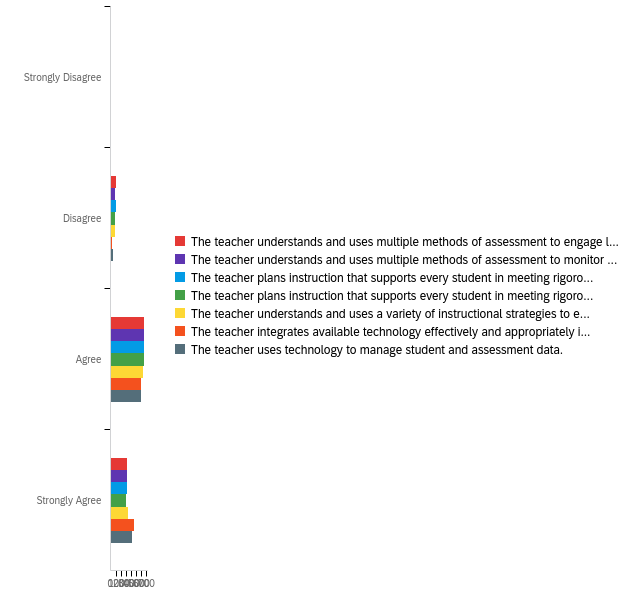 Strongly Disagree
Disagree
The teacher understands and uses multiple methods of assessment to engage l...
The teacher understands and uses multiple methods of assessment to monitor ...
The teacher plans instruction that supports every student in meeting rigoro...
The teacher plans instruction that supports every student in meeting rigoro...
The teacher understands and uses a variety of instructional strategies to e...
The teacher integrates available technology effectively and appropriately i...
The teacher uses technology to manage student and assessment data.
Agree
Strongly Agree